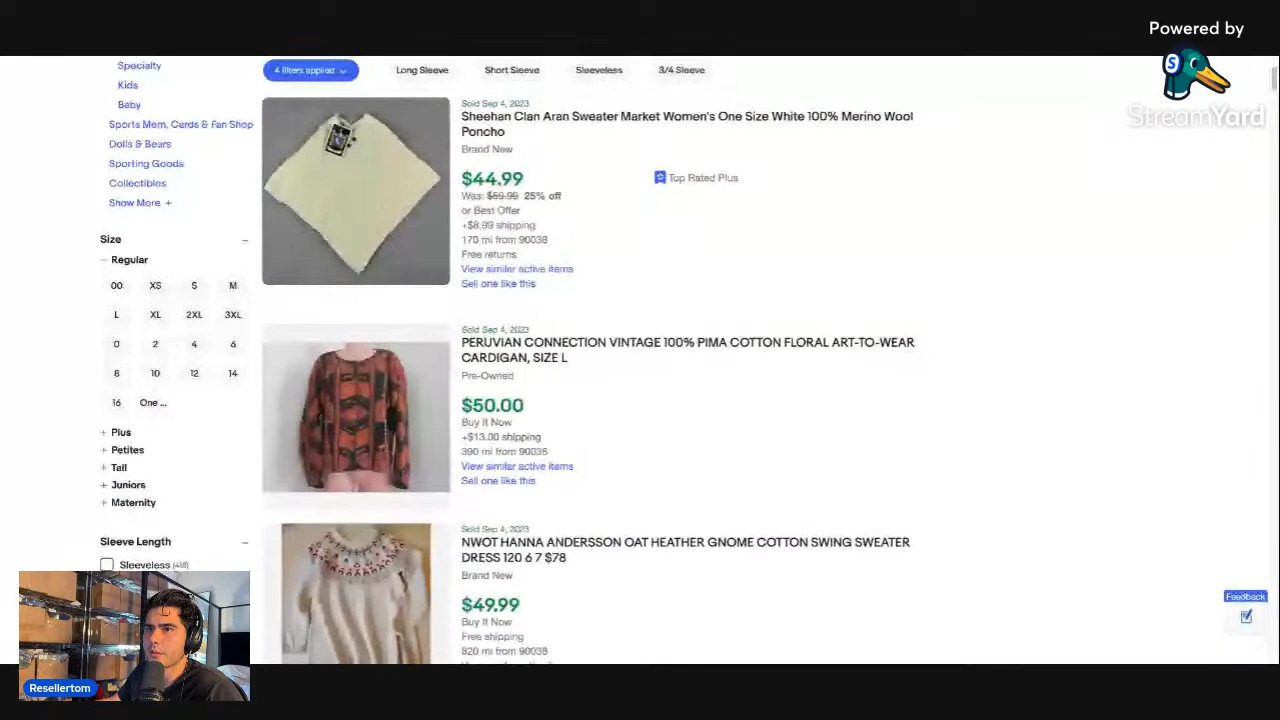 Powered by
StreamYard
Specialty
Kids
Baby
Sports Mem, Cards & Fan Shop
Dolls & Bears
Sporting Goods
Collectibles
Show More +
Size
Regular
00 XS S M
L XL 2XL 3XL
0 2 4 6
8 10 12 14
16 One ...
+ Plus
+ Petites
+ Tall
+ Juniors
+ Maternity
Sleeve Length
Sleeveless (418)
4 filters applied
Long Sleeve
Short Sleeve
Sleeveless
3/4 Sleeve
Sold Sep 4, 2023
Sheehan Clan Aran Sweater Market Women's One Size White 100% Merino Wool
Poncho
Brand New
$44.99
Top Rated Plus
Was: $59.99 25% off
or Best Offer
+$8.99 shipping
170 mi from 90038
Free returns
View similar active items
Sell one like this
Sold Sep 4, 2023
PERUVIAN CONNECTION VINTAGE 100% PIMA COTTON FLORAL ART-TO-WEAR
CARDIGAN, SIZE L
Pre-Owned
$50.00
Buy It Now
+$13.00 shipping
390 mi from 90038
View similar active items
Sell one like this
Sold Sep 4, 2023
NWOT HANNA ANDERSSON OAT HEATHER GNOME COTTON SWING SWEATER
DRESS 120 6 7 $78
Brand New
$49.99
Buy It Now
Free shipping
820 mi from 90038
Feedback
Resellertom